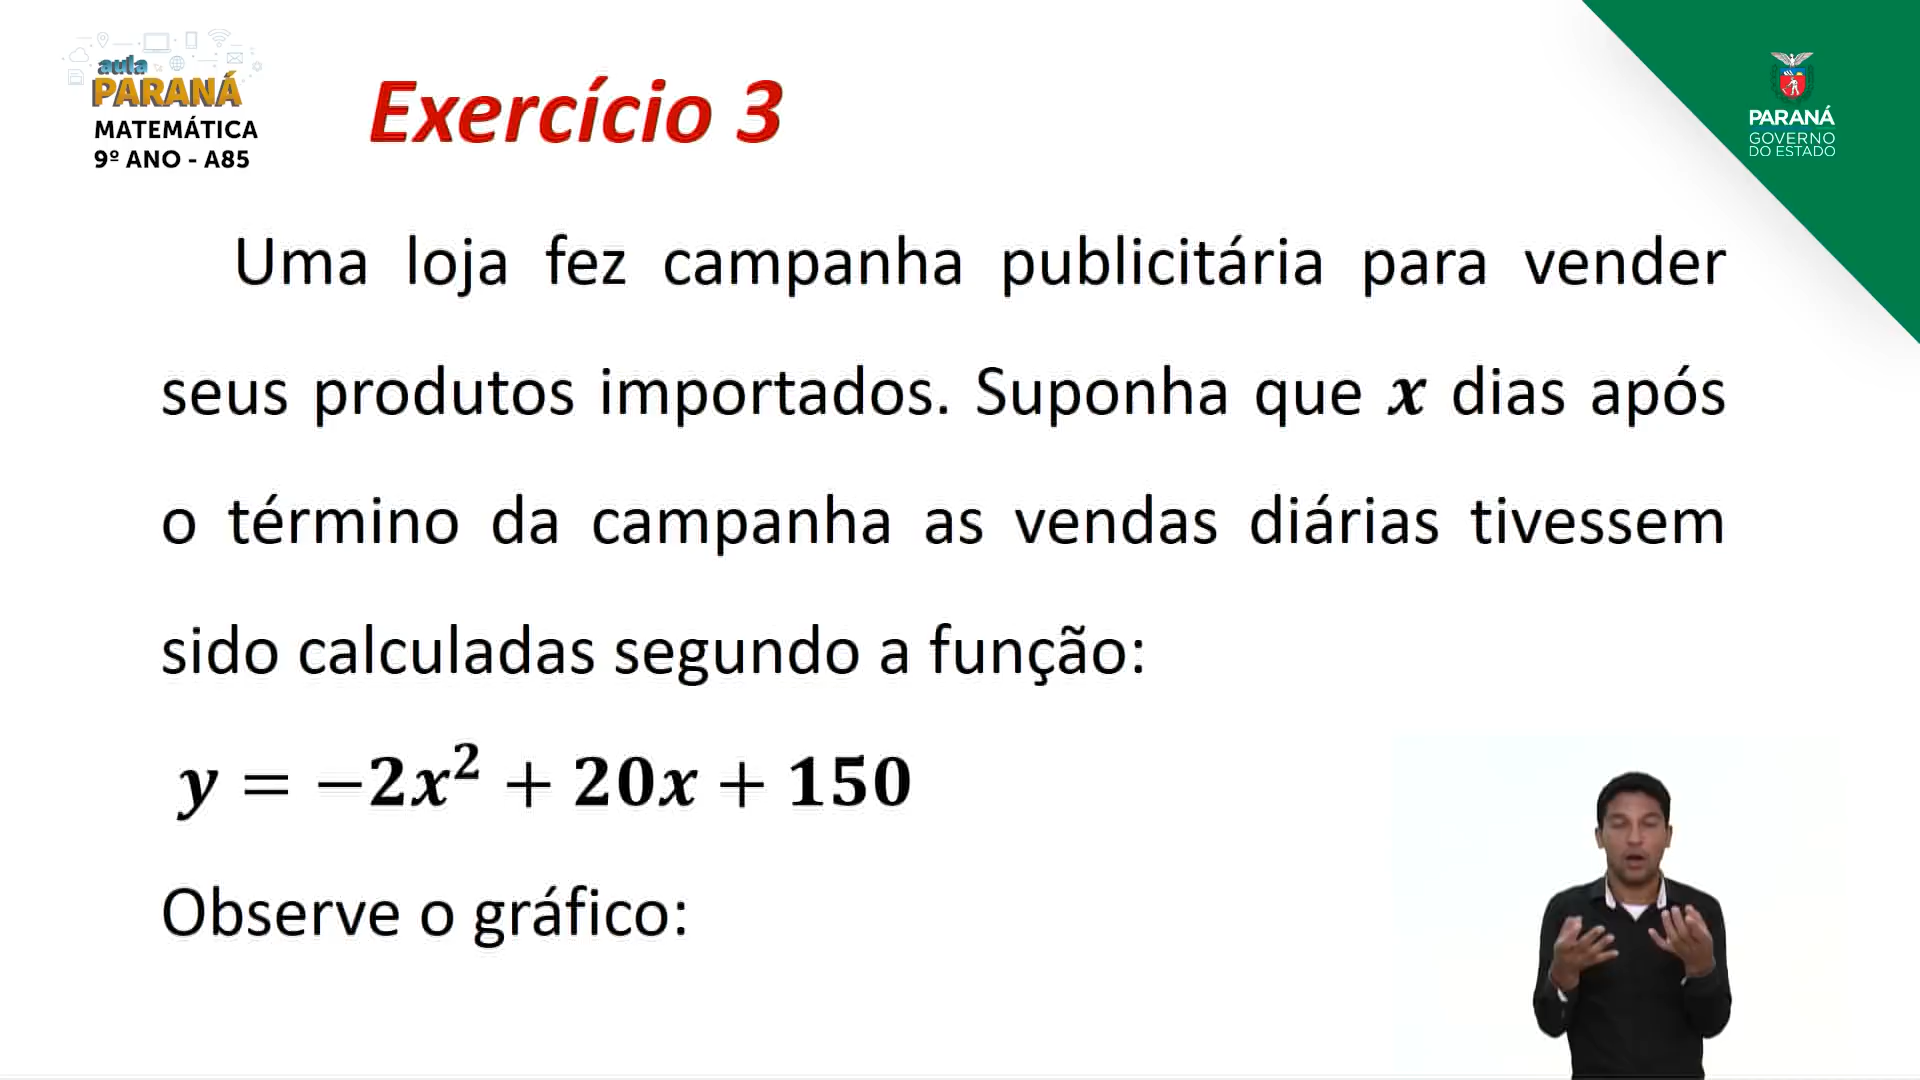 aula
PARANÁ
MATEMÁTICA
9º ANO - A85
Exercício 3
PARANÁ
GOVERNO
DO ESTADO
Uma loja fez campanha publicitária para vender
seus produtos importados. Suponha que x dias após
o término da campanha as vendas diárias tivessem
sido calculadas segundo a função:
y = −2x² + 20x + 150
Observe o gráfico: